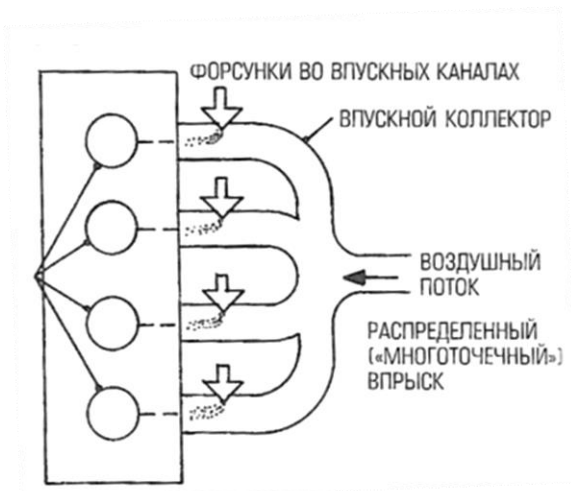 ФОРСУНКИ ВО ВПУСКНЫХ КАНАЛАХ
ВПУСКНОЙ КОЛЛЕКТОР
ВОЗДУШНЫЙ
ПОТОК
РАСПРЕДЕЛЕННЫЙ
(«МНОГОТОЧЕЧНЫЙ»)
ВПРЫСК